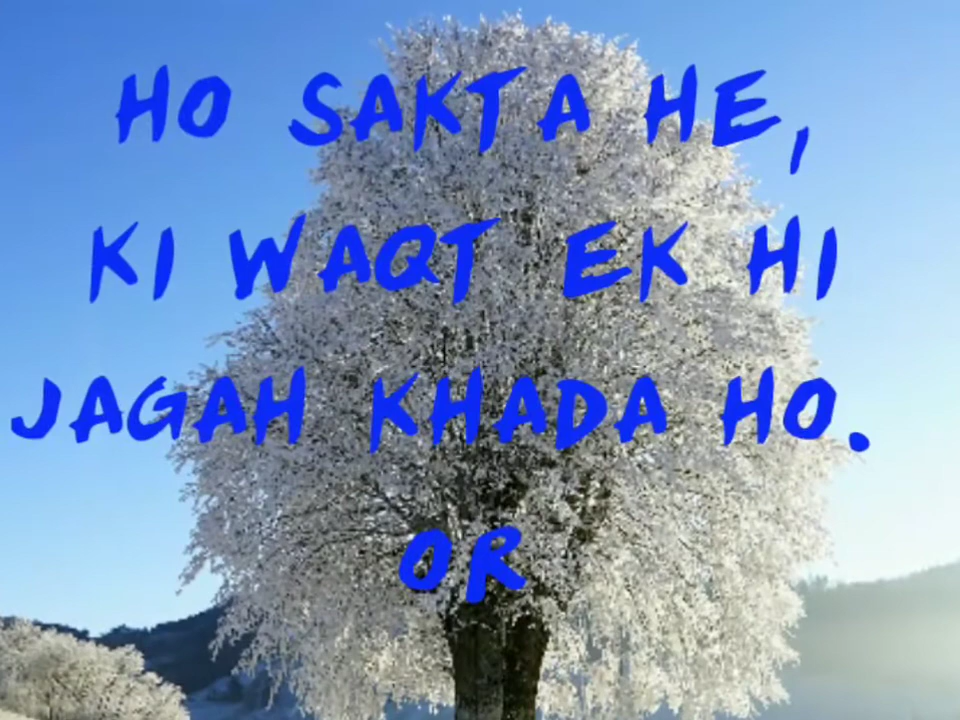 HO SAKTA HE,
KI WAQT EK HI
JAGAH KHADA HO.
OR